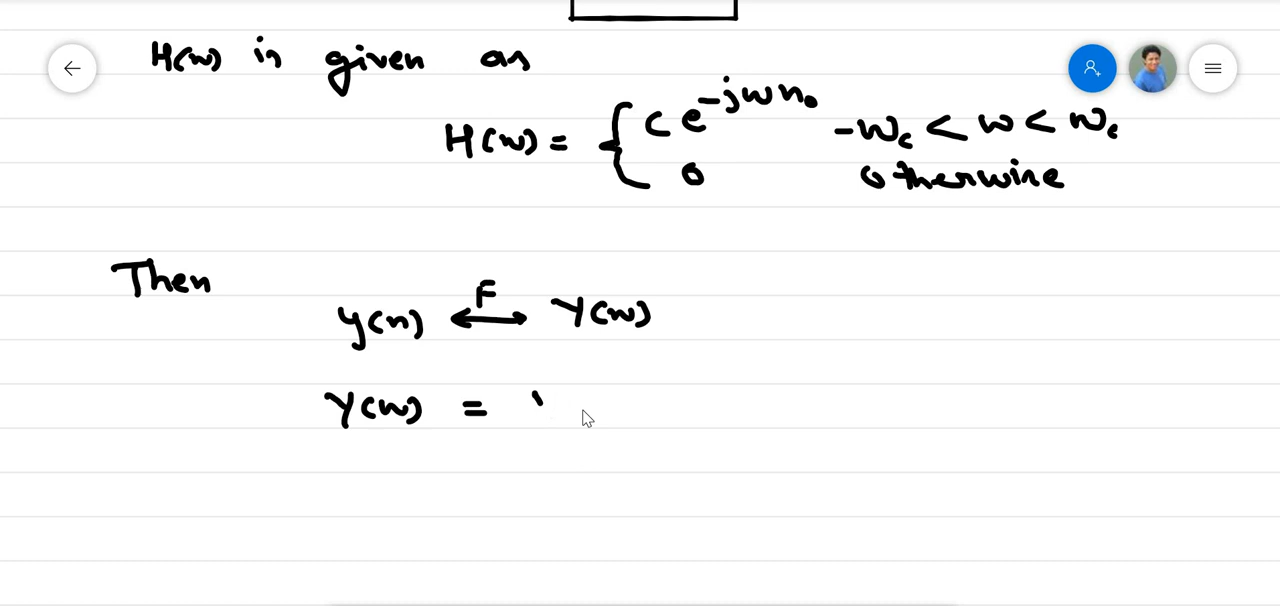 H(w) is given as
H(w) = { c e^{-jwn₀} -w_c < w < w_c
0 otherwise
Then
y(n) ⟷^F Y(w)
Y(w) =